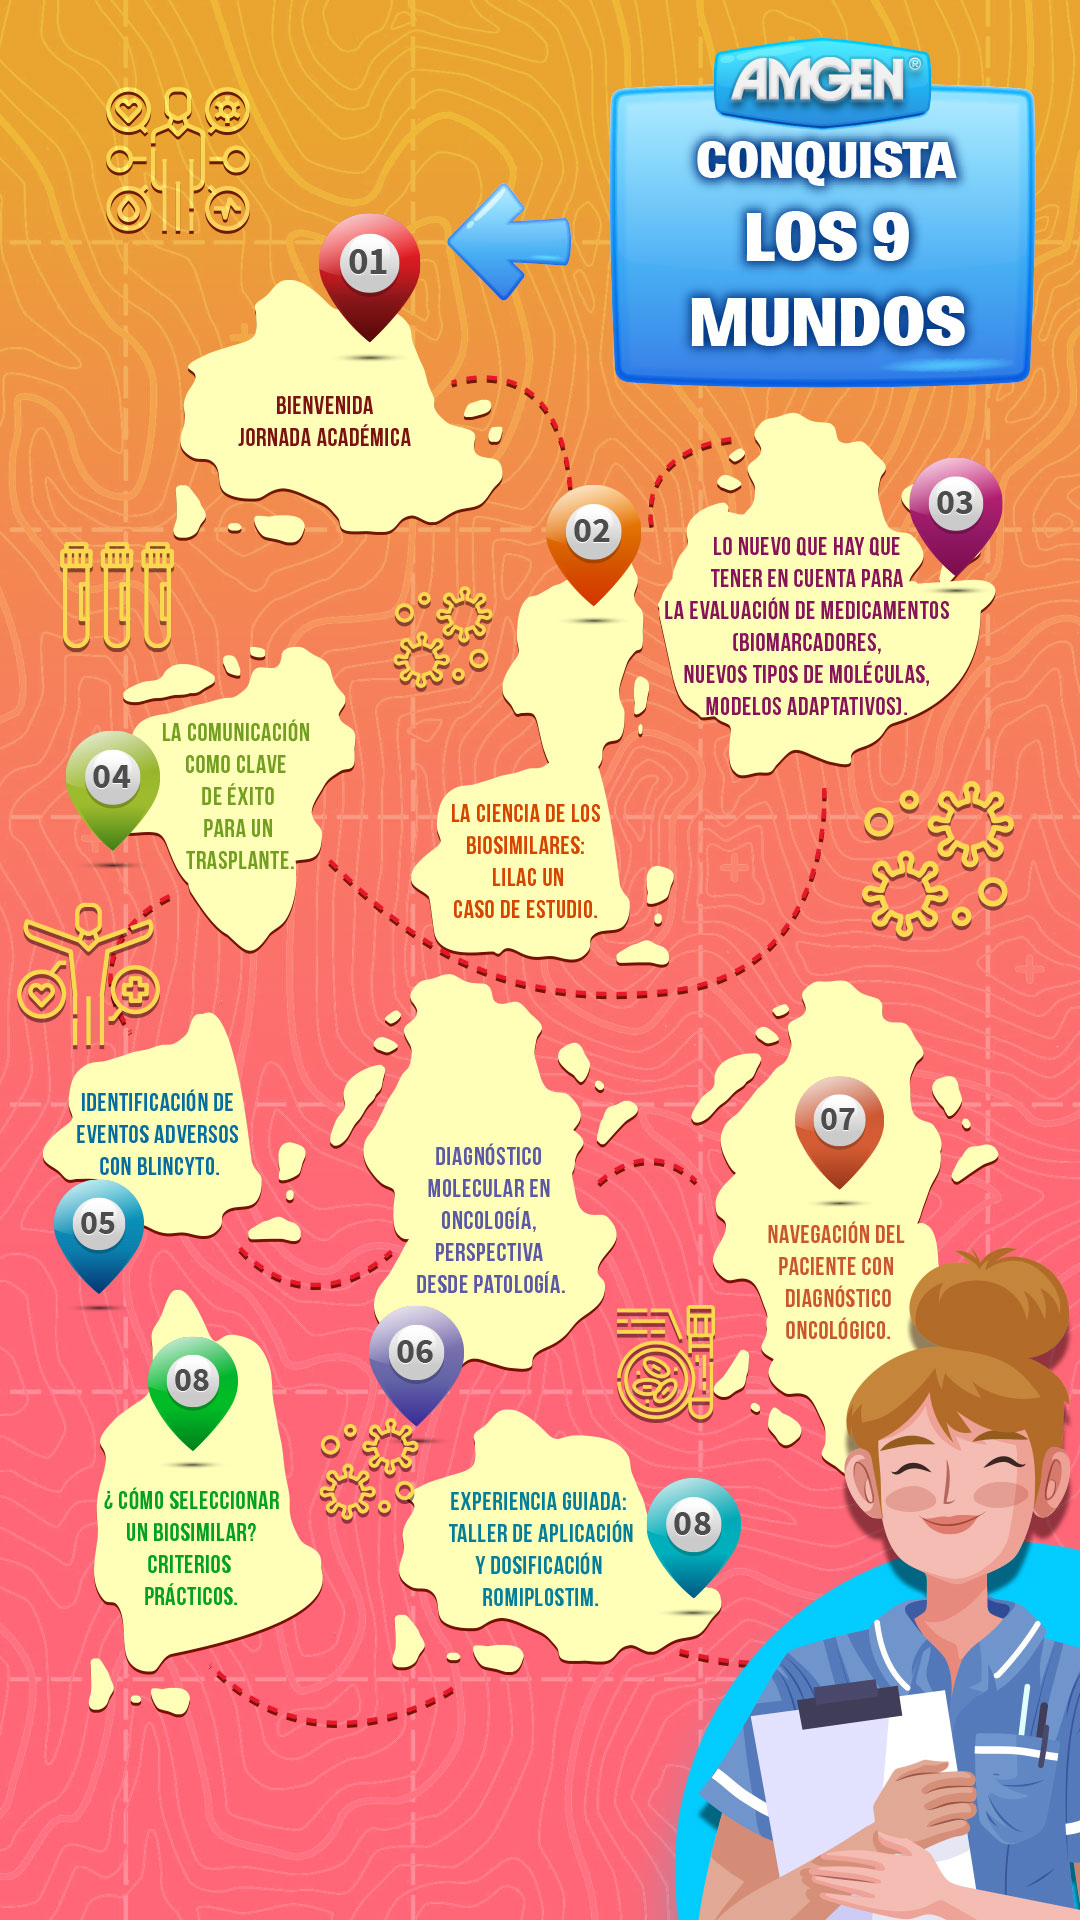 AMGEN®
CONQUISTA
LOS 9
MUNDOS
01
BIENVENIDA
JORNADA ACADÉMICA
02
LA CIENCIA DE LOS
BIOSIMILARES:
LILAC UN
CASO DE ESTUDIO.
03
LO NUEVO QUE HAY QUE
TENER EN CUENTA PARA
LA EVALUACIÓN DE MEDICAMENTOS
(BIOMARCADORES,
NUEVOS TIPOS DE MOLÉCULAS,
MODELOS ADAPTATIVOS).
04
LA COMUNICACIÓN
COMO CLAVE
DE ÉXITO
PARA UN
TRASPLANTE.
IDENTIFICACIÓN DE
EVENTOS ADVERSOS
CON BLINCYTO.
05
DIAGNÓSTICO
MOLECULAR EN
ONCOLOGÍA,
PERSPECTIVA
DESDE PATOLOGÍA.
06
07
NAVEGACIÓN DEL
PACIENTE CON
DIAGNÓSTICO
ONCOLÓGICO.
08
¿ CÓMO SELECCIONAR
UN BIOSIMILAR?
CRITERIOS
PRÁCTICOS.
EXPERIENCIA GUIADA:
TALLER DE APLICACIÓN
Y DOSIFICACIÓN
ROMIPLOSTIM.
08